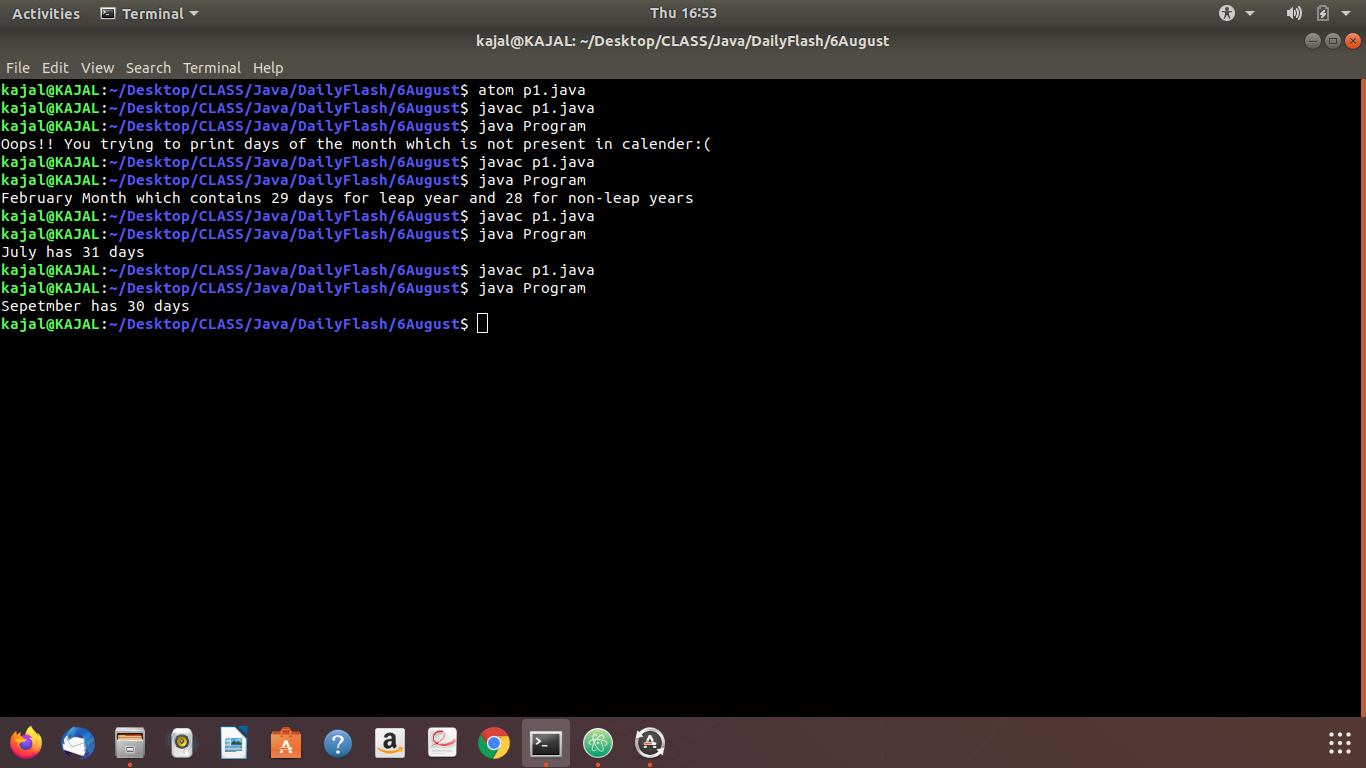 Activities Terminal Thu 16:53
kajal@KAJAL: ~/Desktop/CLASS/Java/DailyFlash/6August
File Edit View Search Terminal Help
kajal@KAJAL:~/Desktop/CLASS/Java/DailyFlash/6August$ atom p1.java
kajal@KAJAL:~/Desktop/CLASS/Java/DailyFlash/6August$ javac p1.java
kajal@KAJAL:~/Desktop/CLASS/Java/DailyFlash/6August$ java Program
Oops!! You trying to print days of the month which is not present in calender:(
kajal@KAJAL:~/Desktop/CLASS/Java/DailyFlash/6August$ javac p1.java
kajal@KAJAL:~/Desktop/CLASS/Java/DailyFlash/6August$ java Program
February Month which contains 29 days for leap year and 28 for non-leap years
kajal@KAJAL:~/Desktop/CLASS/Java/DailyFlash/6August$ javac p1.java
kajal@KAJAL:~/Desktop/CLASS/Java/DailyFlash/6August$ java Program
July has 31 days
kajal@KAJAL:~/Desktop/CLASS/Java/DailyFlash/6August$ javac p1.java
kajal@KAJAL:~/Desktop/CLASS/Java/DailyFlash/6August$ java Program
Sepetmber has 30 days
kajal@KAJAL:~/Desktop/CLASS/Java/DailyFlash/6August$